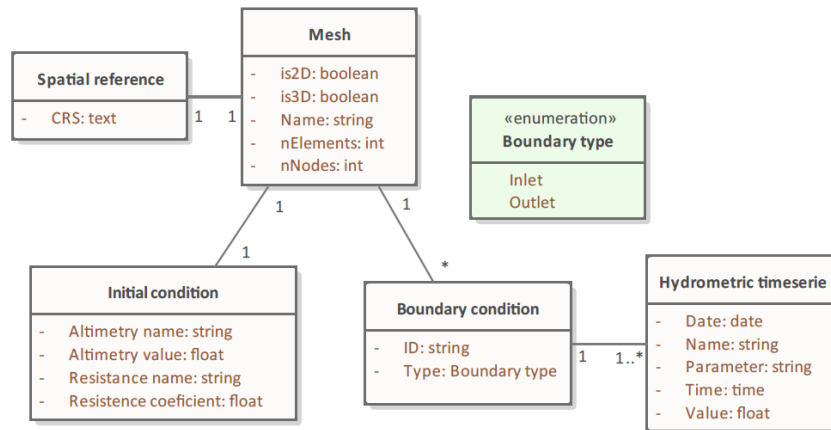 Mesh
- is2D: boolean
- is3D: boolean
- Name: string
- nElements: int
- nNodes: int
Spatial reference
- CRS: text
1
1
«enumeration»
Boundary type
Inlet
Outlet
1
1
1
*
Initial condition
- Altimetry name: string
- Altimetry value: float
- Resistance name: string
- Resistence coeficient: float
Boundary condition
- ID: string
- Type: Boundary type
1
1..*
Hydrometric timeserie
- Date: date
- Name: string
- Parameter: string
- Time: time
- Value: float